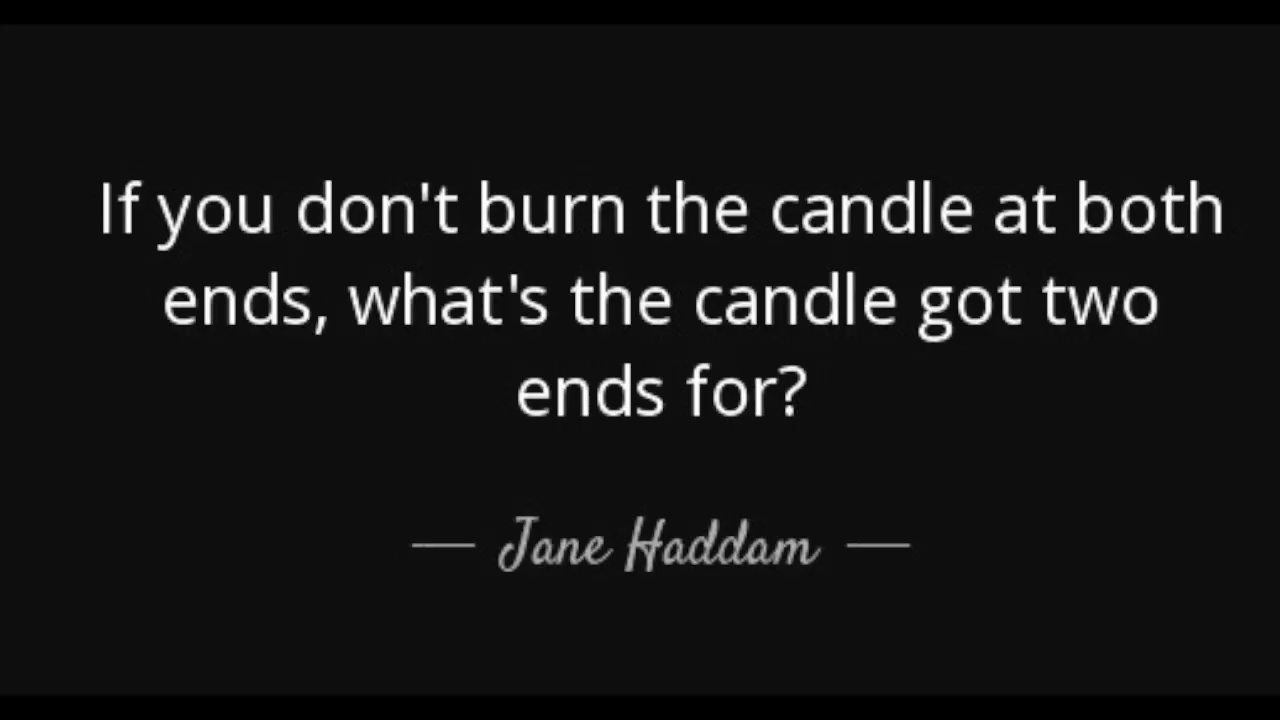 If you don't burn the candle at both
ends, what's the candle got two
ends for?
— Jane Haddam —